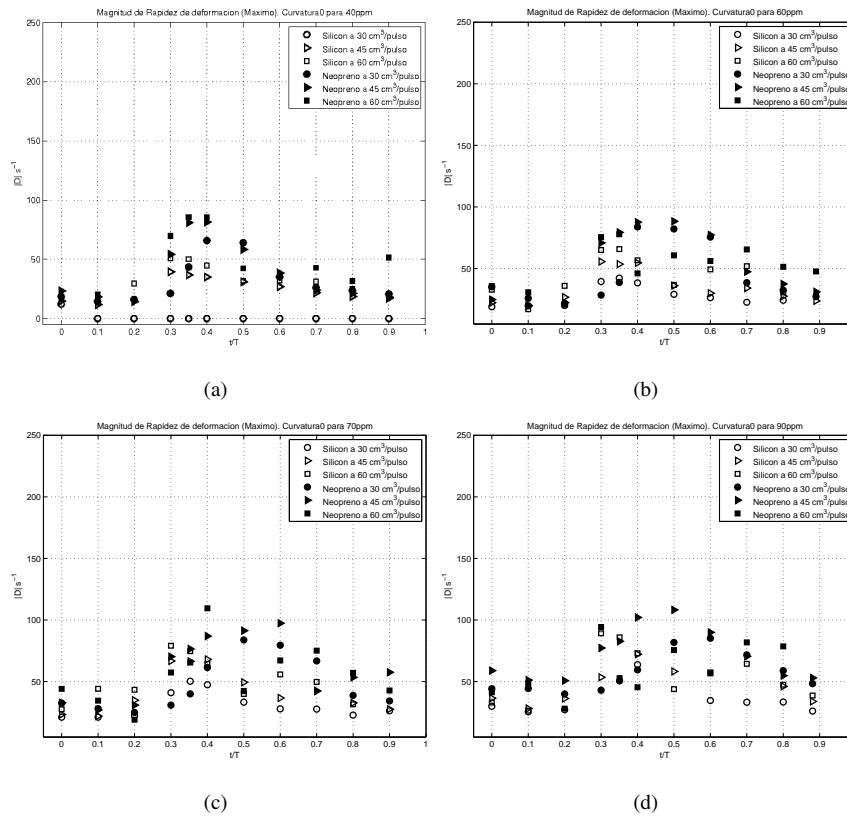 Magnitud de Rapidez de deformacion (Maximo). Curvatura0 para 40ppm
250
200
150
100
50
0
|D| s⁻¹
Silicon a 30 cm³/pulso
Silicon a 45 cm³/pulso
Silicon a 60 cm³/pulso
Neopreno a 30 cm³/pulso
Neopreno a 45 cm³/pulso
Neopreno a 60 cm³/pulso
0 0.1 0.2 0.3 0.4 0.5 0.6 0.7 0.8 0.9 1
t/T
(a)
Magnitud de Rapidez de deformacion (Maximo). Curvatura0 para 60ppm
250
200
150
100
50
|D| s⁻¹
Silicon a 30 cm³/pulso
Silicon a 45 cm³/pulso
Silicon a 60 cm³/pulso
Neopreno a 30 cm³/pulso
Neopreno a 45 cm³/pulso
Neopreno a 60 cm³/pulso
0 0.1 0.2 0.3 0.4 0.5 0.6 0.7 0.8 0.9
t/T
(b)
Magnitud de Rapidez de deformacion (Maximo). Curvatura0 para 70ppm
250
200
150
100
50
|D| s⁻¹
Silicon a 30 cm³/pulso
Silicon a 45 cm³/pulso
Silicon a 60 cm³/pulso
Neopreno a 30 cm³/pulso
Neopreno a 45 cm³/pulso
Neopreno a 60 cm³/pulso
0 0.1 0.2 0.3 0.4 0.5 0.6 0.7 0.8 0.9 1
t/T
(c)
Magnitud de Rapidez de deformacion (Maximo). Curvatura0 para 90ppm
250
200
150
100
50
|D| s⁻¹
Silicon a 30 cm³/pulso
Silicon a 45 cm³/pulso
Silicon a 60 cm³/pulso
Neopreno a 30 cm³/pulso
Neopreno a 45 cm³/pulso
Neopreno a 60 cm³/pulso
0 0.1 0.2 0.3 0.4 0.5 0.6 0.7 0.8 0.9
t/T
(d)